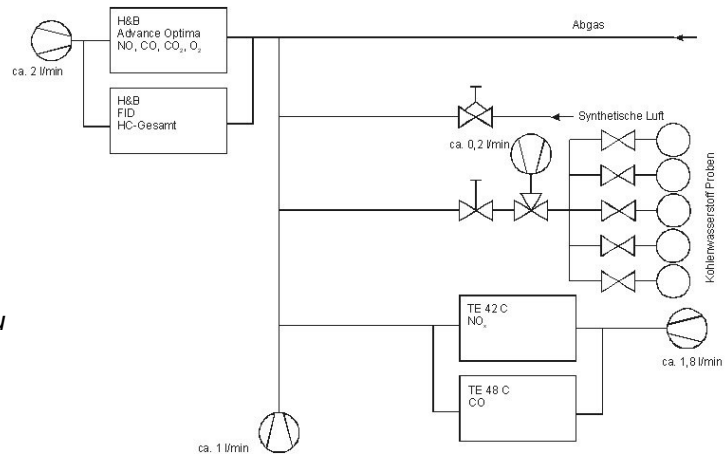 H&B
Advance Optima
NO, CO, CO₂, O₂
ca. 2 l/min
H&B
FID
HC-Gesamt
Abgas
Synthetische Luft
ca. 0,2 l/min
Kohlenwasserstoff Proben
TE 42 C
NOₓ
ca. 1,8 l/min
TE 48 C
CO
ca. 1 l/min